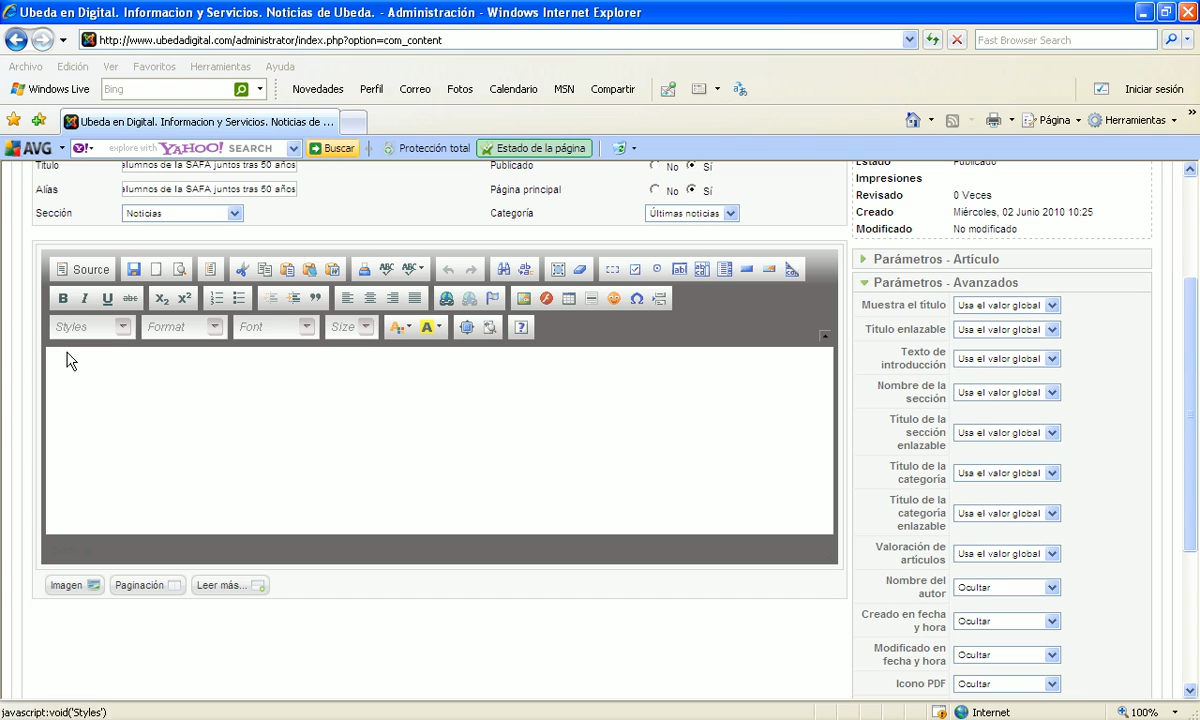 Ubeda en Digital. Informacion y Servicios. Noticias de Ubeda. - Administración - Windows Internet Explorer
http://www.ubedadigital.com/administrator/index.php?option=com_content
Fast Browser Search
Archivo Edición Ver Favoritos Herramientas Ayuda
Windows Live Bing Novedades Perfil Correo Fotos Calendario MSN Compartir Iniciar sesión
Ubeda en Digital. Informacion y Servicios. Noticias de ... Página Herramientas »
AVG Y! explore with YAHOO! SEARCH Buscar Protección total Estado de la página
Título alumnos de la SAFA juntos tras 50 años Publicado No Sí
Alías alumnos de la SAFA juntos tras 50 años Página principal No Sí
Sección Noticias Categoría Últimas noticias
Estado Publicado
Impresiones
Revisado 0 Veces
Creado Miércoles, 02 Junio 2010 10:25
Modificado No modificado
Source ABC ABC
B I U abc X2 X2
Styles Format Font Size A A ?
Imagen Paginación Leer más...
Parámetros - Artículo
Parámetros - Avanzados
Muestra el título Usa el valor global
Título enlazable Usa el valor global
Texto de introducción Usa el valor global
Nombre de la sección Usa el valor global
Título de la sección enlazable Usa el valor global
Título de la categoría Usa el valor global
Título de la categoría enlazable Usa el valor global
Valoración de artículos Usa el valor global
Nombre del autor Ocultar
Creado en fecha y hora Ocultar
Modificado en fecha y hora Ocultar
Icono PDF Ocultar
javascript:void('Styles') Internet 100%